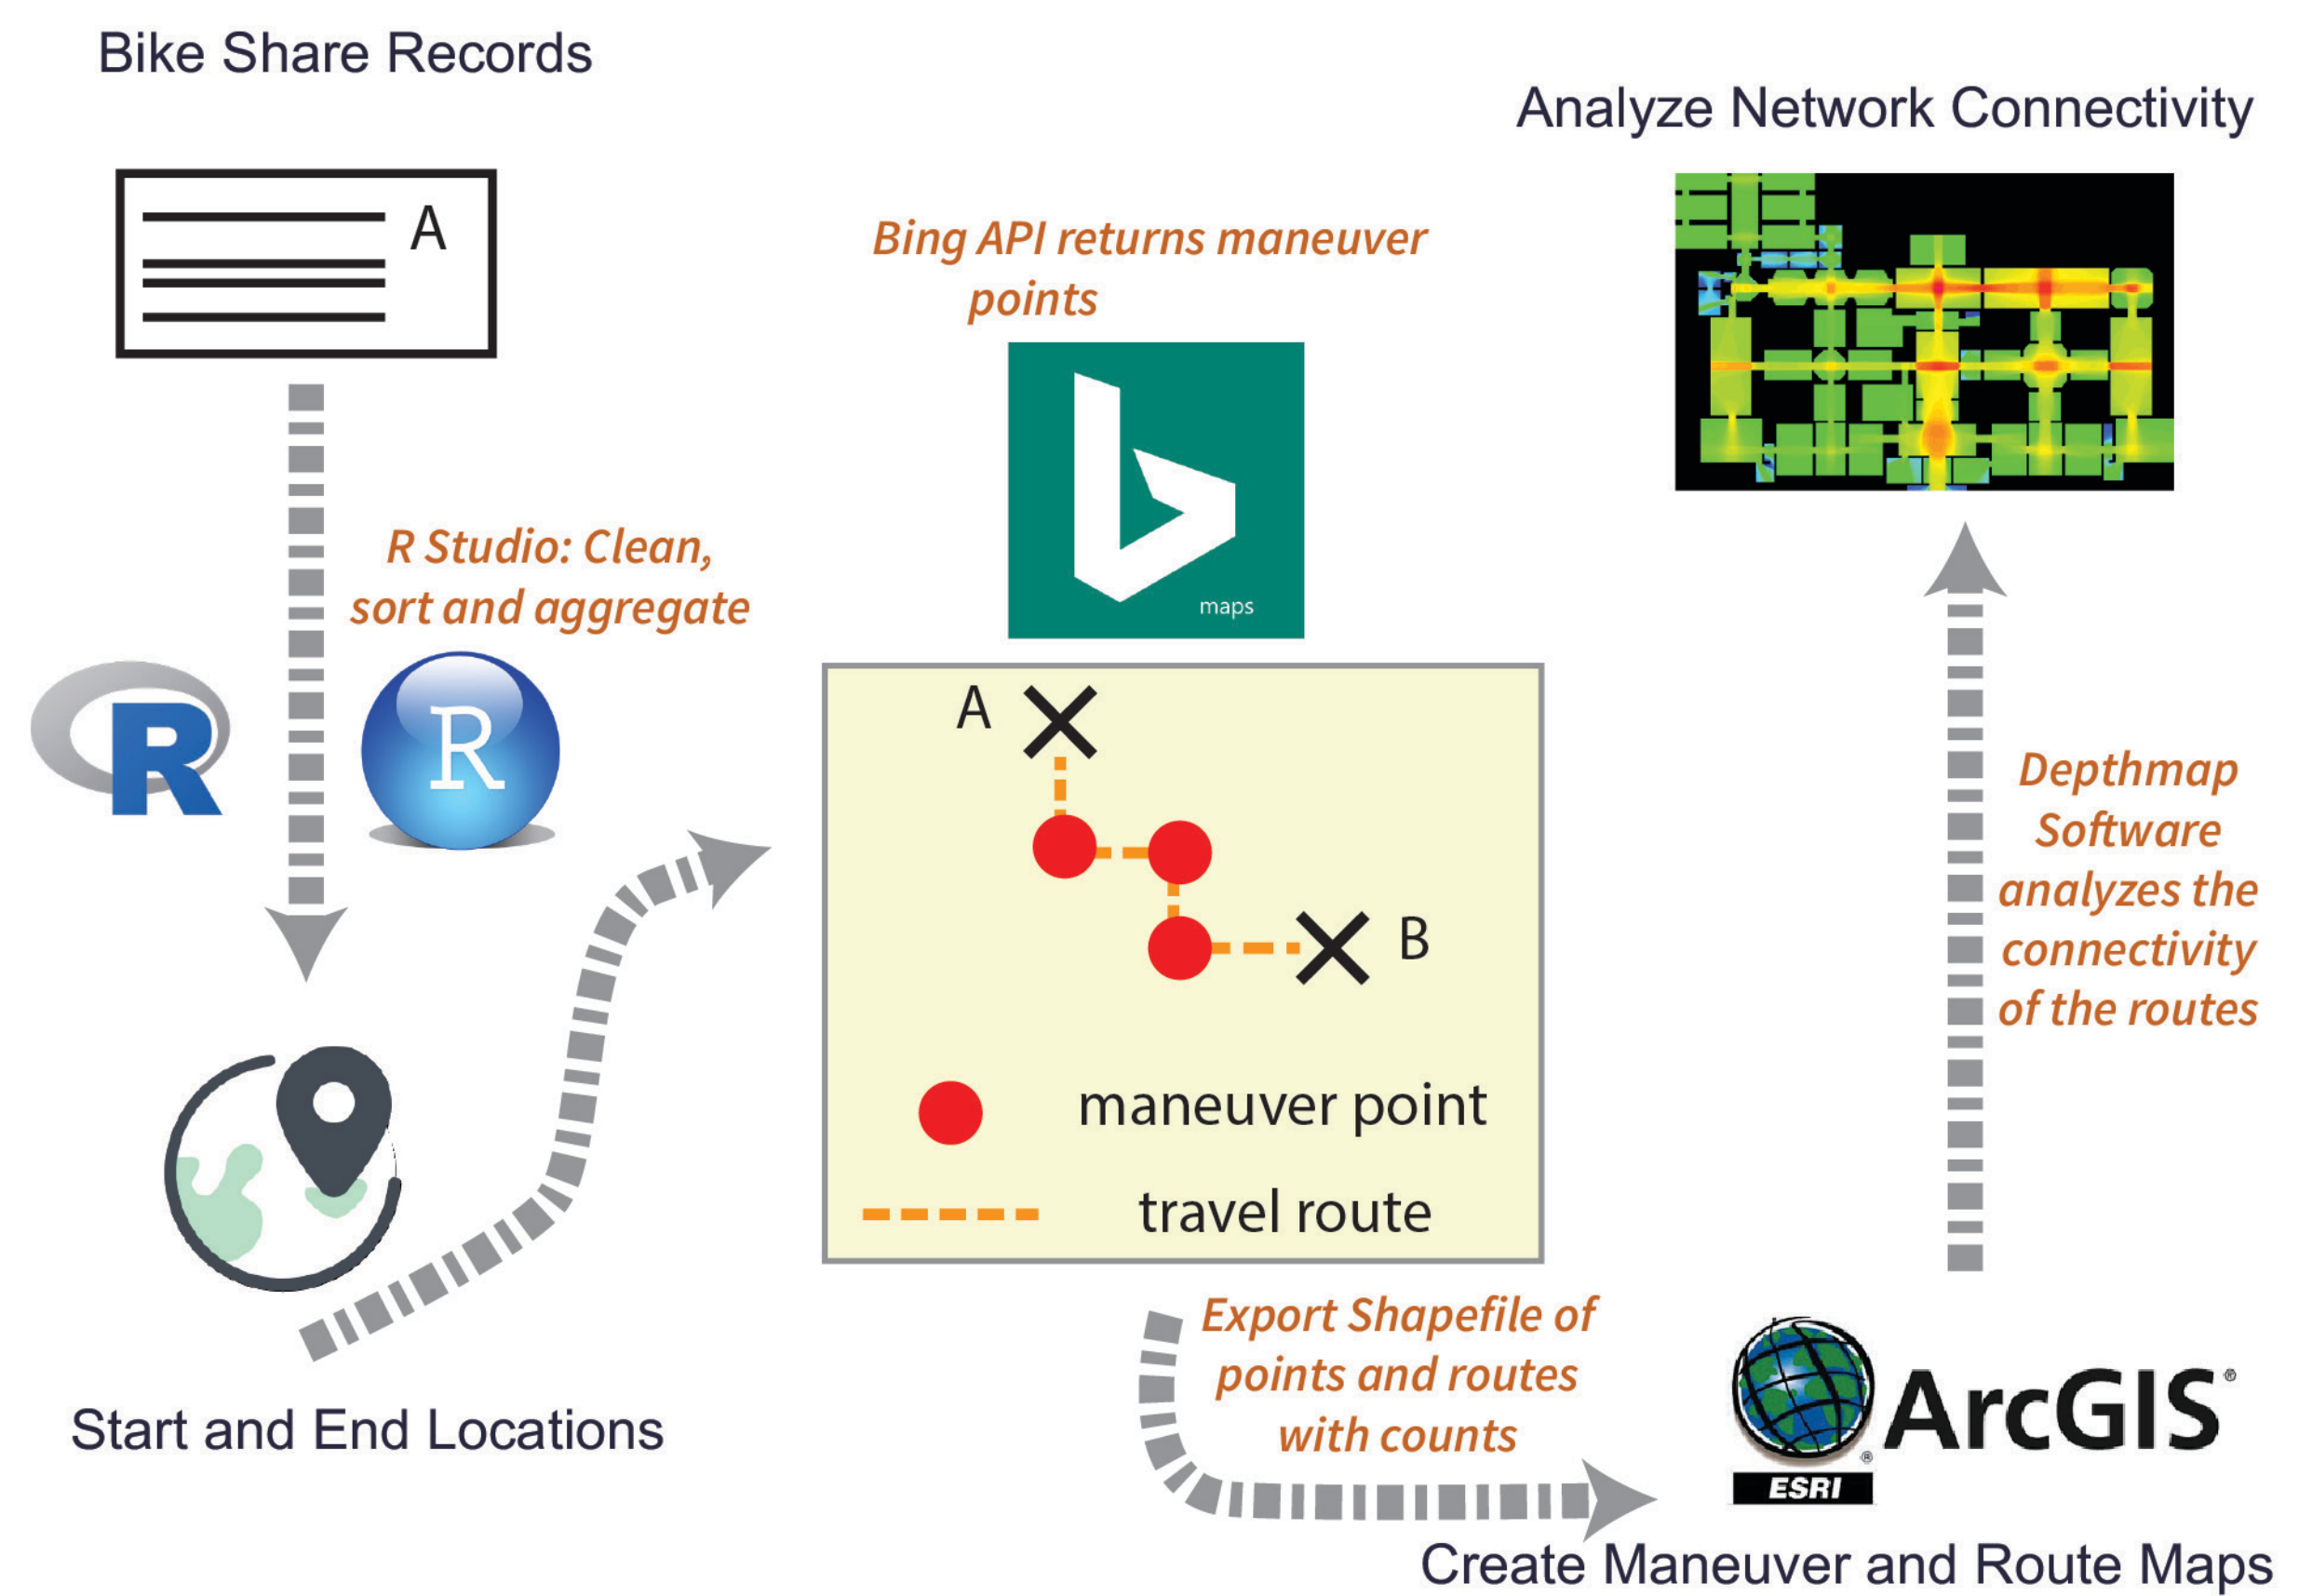 Bike Share Records
A
R Studio: Clean,
sort and aggregate
R
R
Start and End Locations
Bing API returns maneuver
points
maps
A
B
maneuver point
travel route
Export Shapefile of
points and routes
with counts
ArcGIS®
®
ESRI
Create Maneuver and Route Maps
Depthmap
Software
analyzes the
connectivity
of the routes
Analyze Network Connectivity